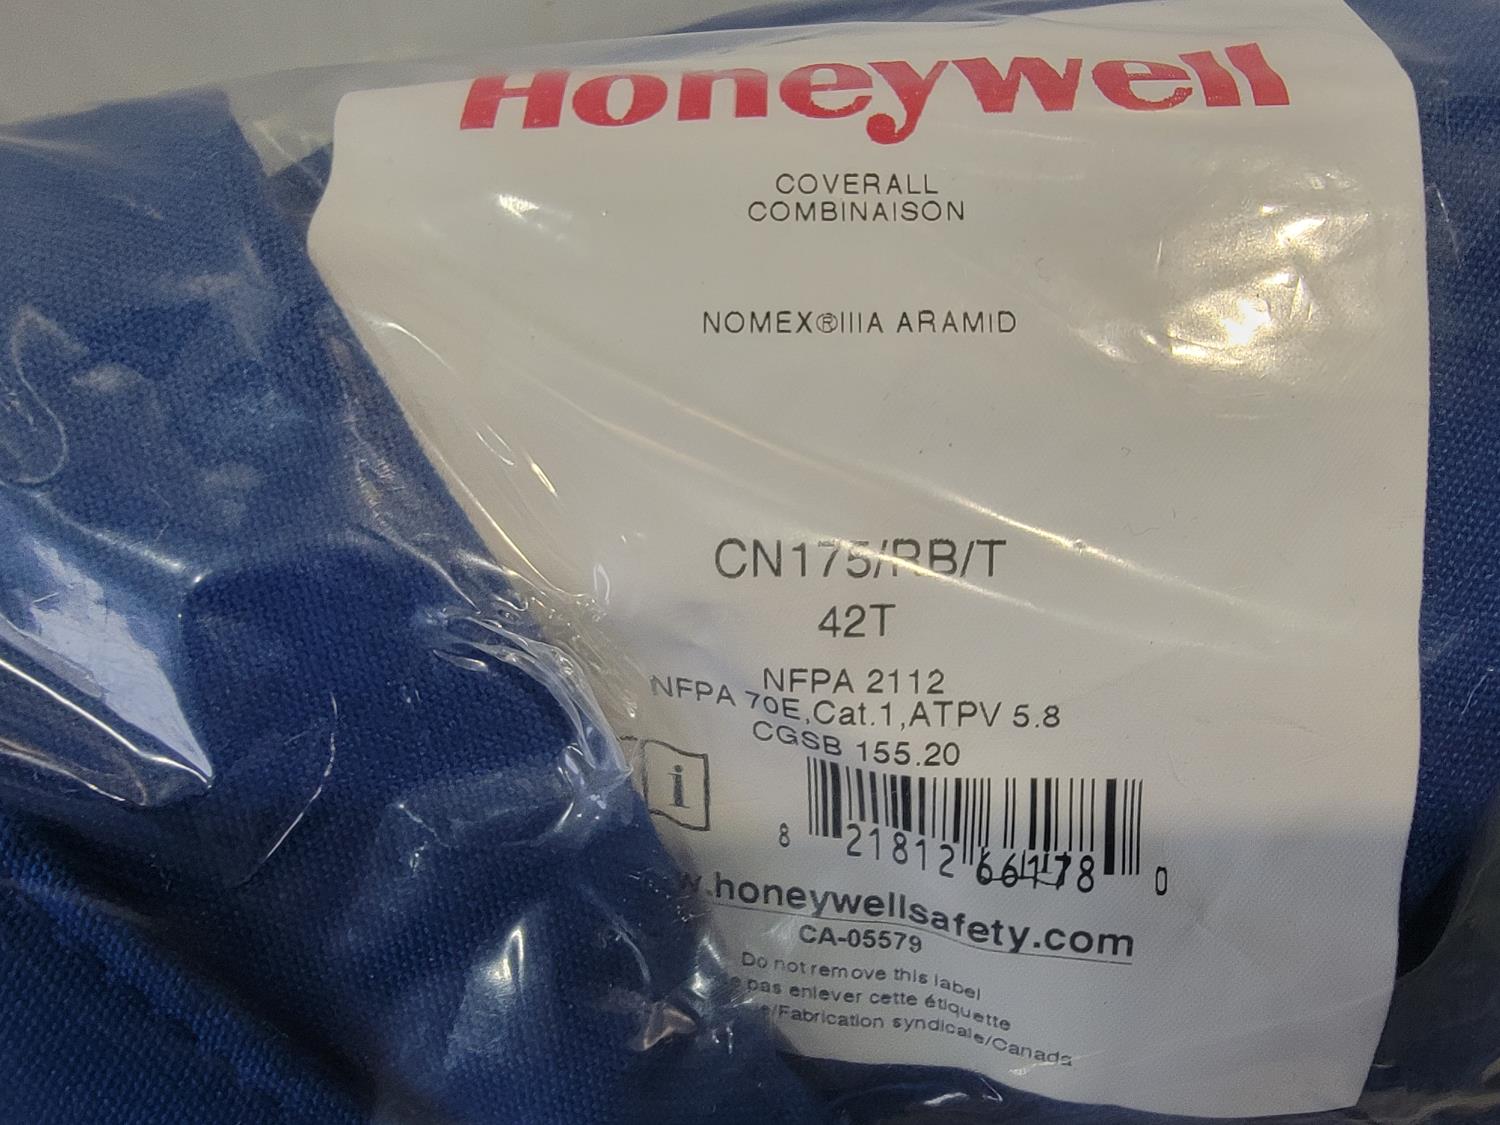 Honeywell
COVERALL
COMBINAISON
NOMEX®IIIA ARAMID
CN175/RB/T
42T
NFPA 2112
NFPA 70E,Cat.1,ATPV 5.8
CGSB 155.20
i
8 21812 66178 0
w.honeywellsafety.com
CA-05579
Do not remove this label
pas enlever cette étiquette
/Fabrication syndicale/Canada